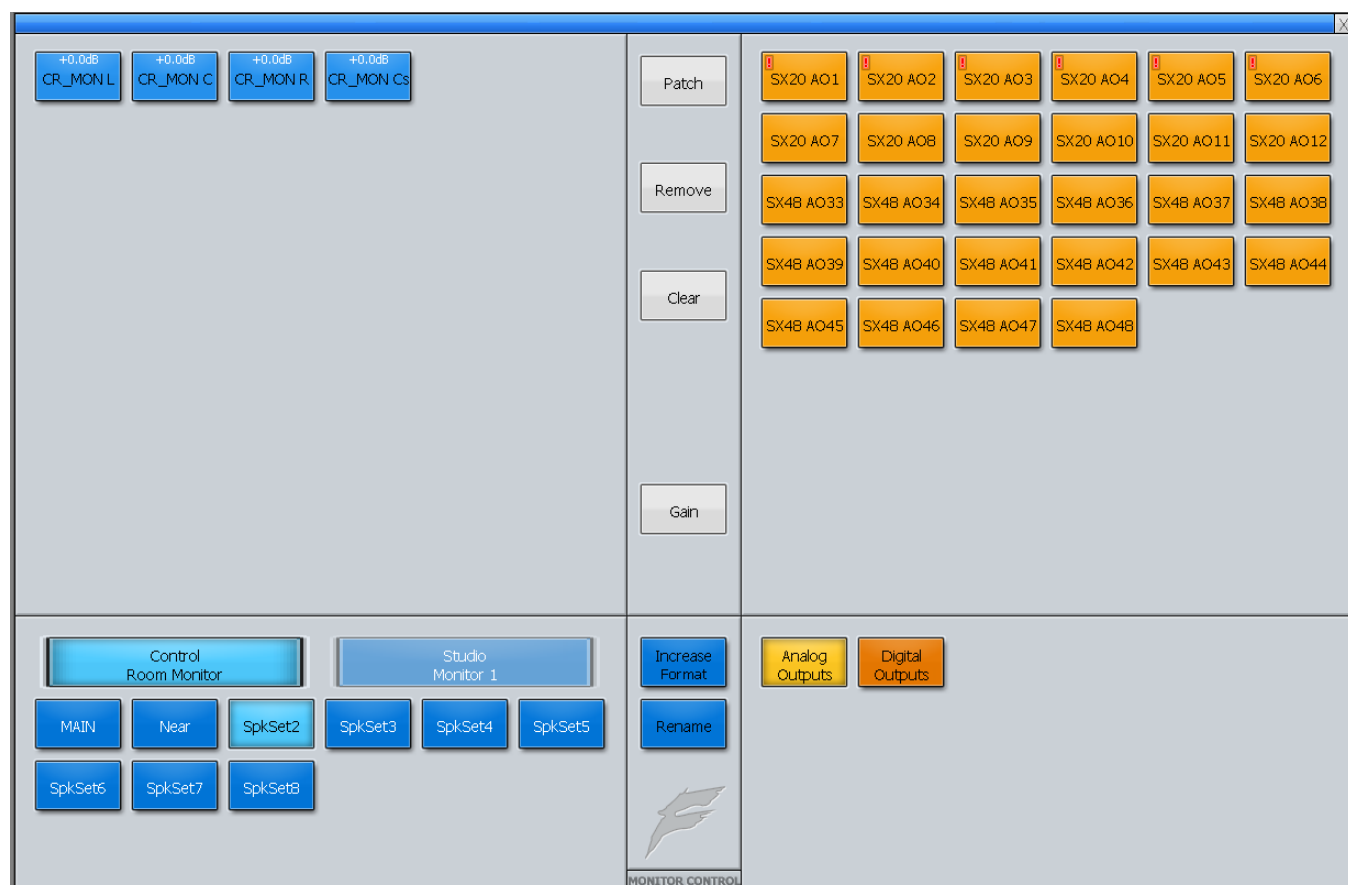 X
+0.0dB
CR_MON L
+0.0dB
CR_MON C
+0.0dB
CR_MON R
+0.0dB
CR_MON Cs
Patch
Remove
Clear
Gain
! SX20 AO1
! SX20 AO2
! SX20 AO3
! SX20 AO4
! SX20 AO5
! SX20 AO6
SX20 AO7
SX20 AO8
SX20 AO9
SX20 AO10
SX20 AO11
SX20 AO12
SX48 AO33
SX48 AO34
SX48 AO35
SX48 AO36
SX48 AO37
SX48 AO38
SX48 AO39
SX48 AO40
SX48 AO41
SX48 AO42
SX48 AO43
SX48 AO44
SX48 AO45
SX48 AO46
SX48 AO47
SX48 AO48
Control
Room Monitor
Studio
Monitor 1
MAIN
Near
SpkSet2
SpkSet3
SpkSet4
SpkSet5
SpkSet6
SpkSet7
SpkSet8
Increase
Format
Rename
MONITOR CONTROL
Analog
Outputs
Digital
Outputs